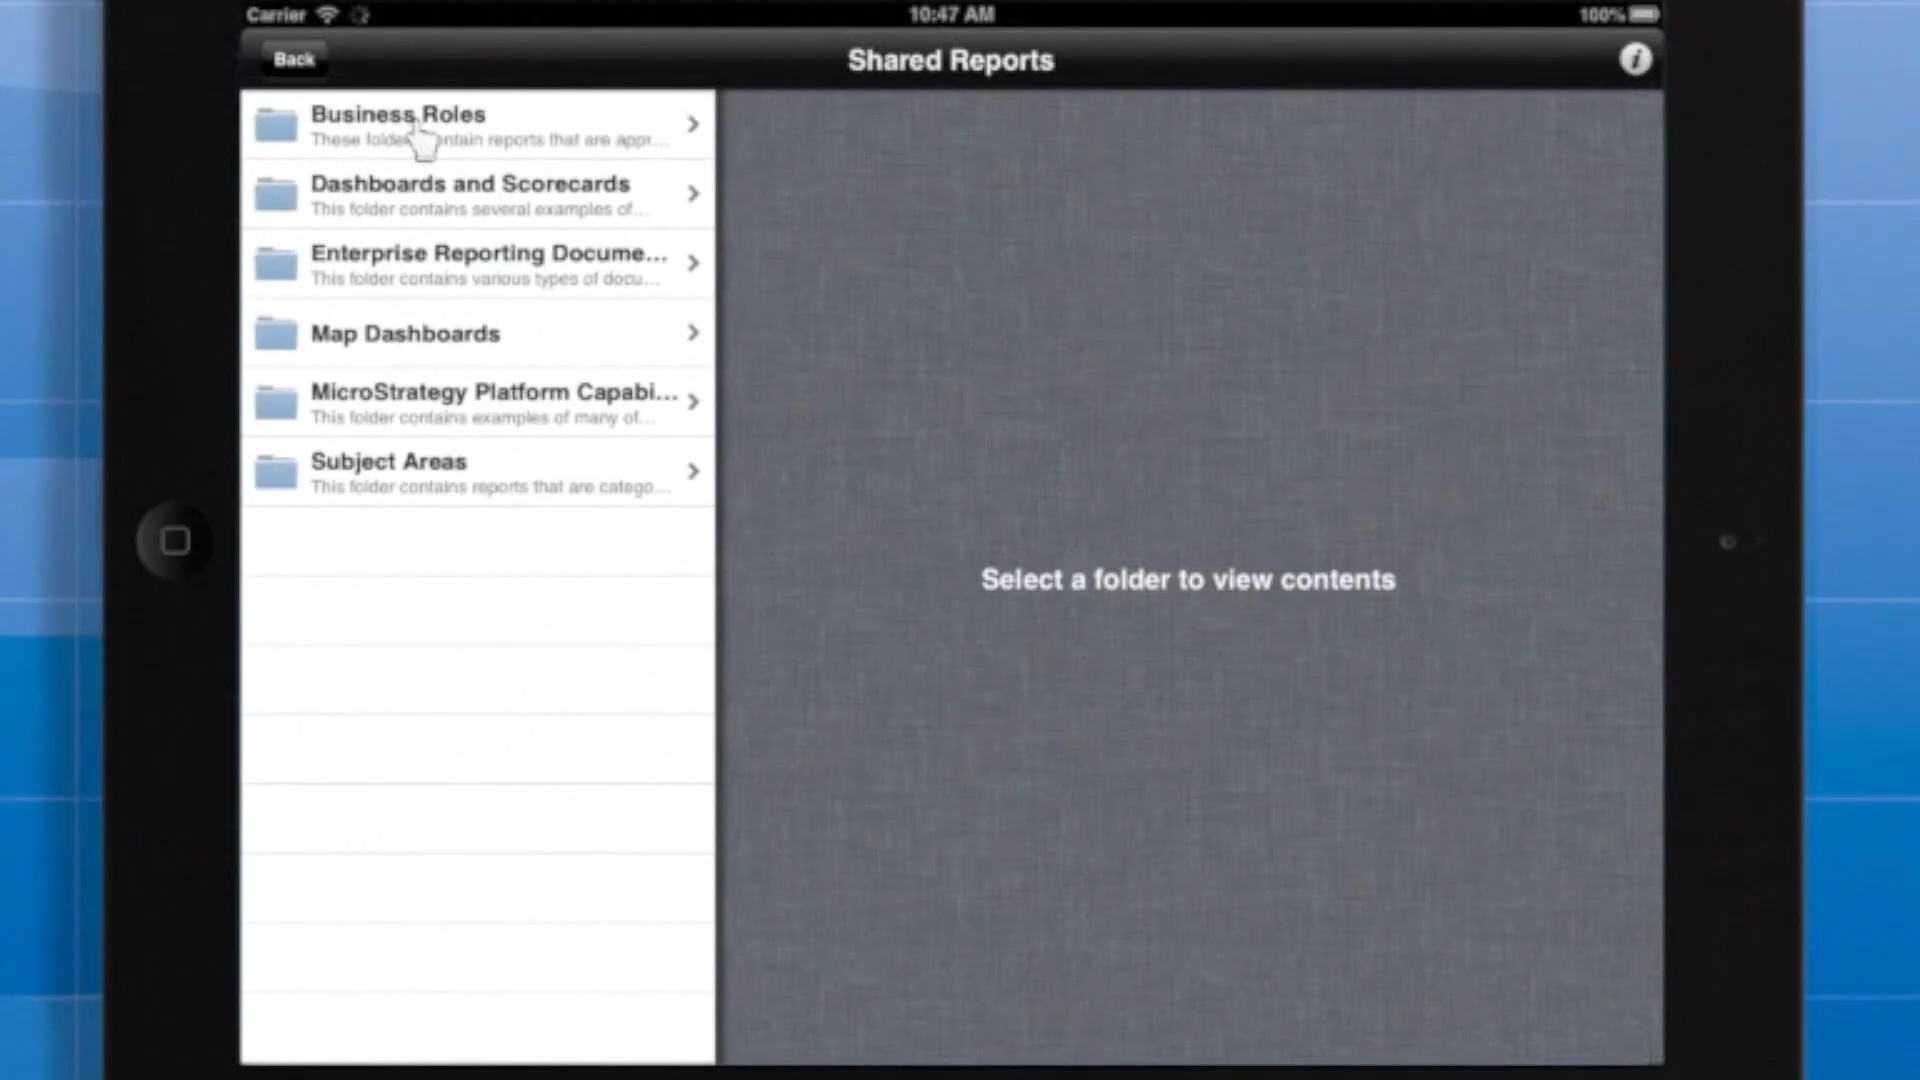 Carrier
10:47 AM
100%
Back
Shared Reports
Business Roles
These folders contain reports that are appr...
Dashboards and Scorecards
This folder contains several examples of...
Enterprise Reporting Docume...
This folder contains various types of docu...
Map Dashboards
MicroStrategy Platform Capabi...
This folder contains examples of many of...
Subject Areas
This folder contains reports that are catego...
Select a folder to view contents